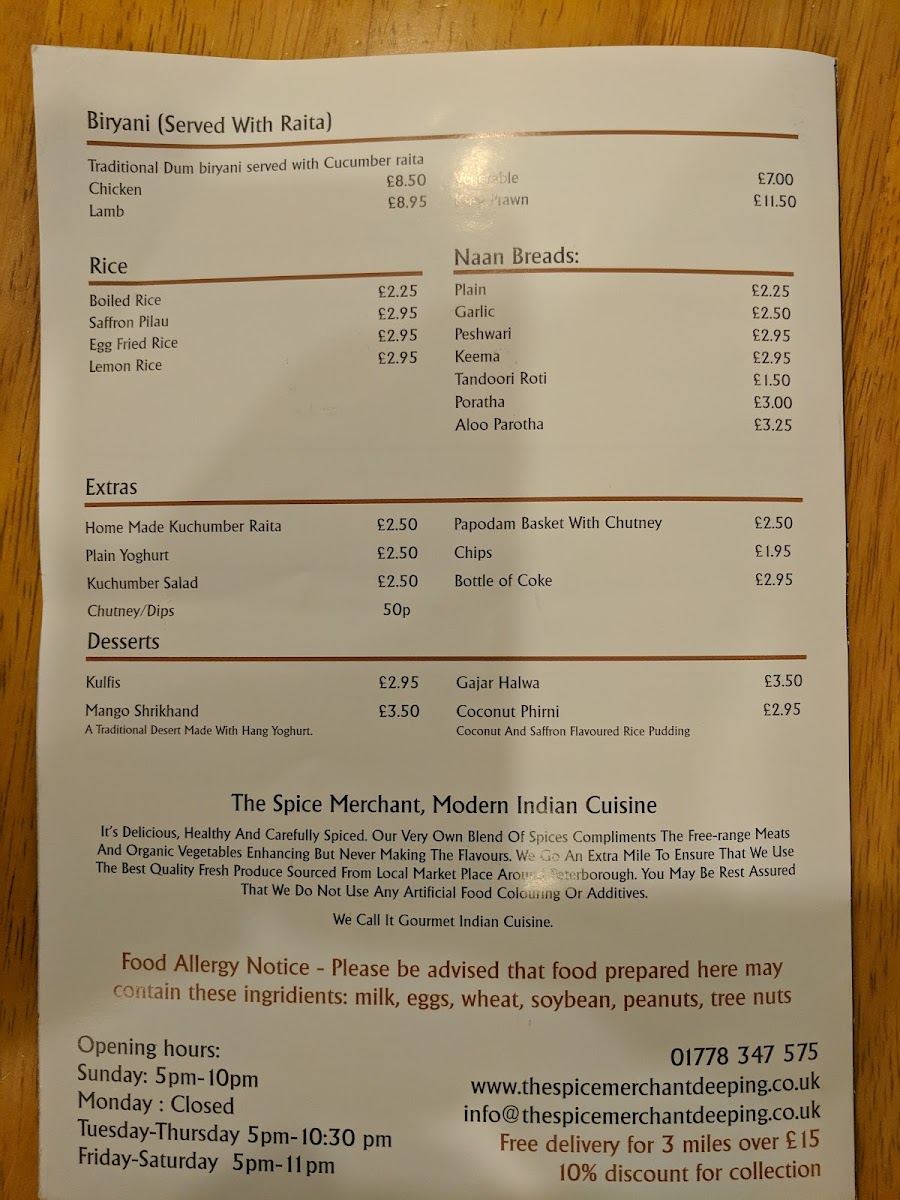 Biryani (Served With Raita)
Traditional Dum biryani served with Cucumber raita
Chicken £8.50
Lamb £8.95
Vegetable £7.00
Prawn £11.50
Rice
Boiled Rice £2.25
Saffron Pilau £2.95
Egg Fried Rice £2.95
Lemon Rice £2.95
Naan Breads:
Plain £2.25
Garlic £2.50
Peshwari £2.95
Keema £2.95
Tandoori Roti £1.50
Poratha £3.00
Aloo Parotha £3.25
Extras
Home Made Kuchumber Raita £2.50
Plain Yoghurt £2.50
Kuchumber Salad £2.50
Chutney/Dips 50p
Papodam Basket With Chutney £2.50
Chips £1.95
Bottle of Coke £2.95
Desserts
Kulfis £2.95
Mango Shrikhand £3.50
A Traditional Desert Made With Hang Yoghurt.
Gajar Halwa £3.50
Coconut Phirni £2.95
Coconut And Saffron Flavoured Rice Pudding
The Spice Merchant, Modern Indian Cuisine
It's Delicious, Healthy And Carefully Spiced. Our Very Own Blend Of Spices Compliments The Free-range Meats
And Organic Vegetables Enhancing But Never Making The Flavours. We Go An Extra Mile To Ensure That We Use
The Best Quality Fresh Produce Sourced From Local Market Place Around Peterborough. You May Be Rest Assured
That We Do Not Use Any Artificial Food Colouring Or Additives.
We Call It Gourmet Indian Cuisine.
Food Allergy Notice - Please be advised that food prepared here may
contain these ingridients: milk, eggs, wheat, soybean, peanuts, tree nuts
Opening hours:
Sunday: 5pm-10pm
Monday : Closed
Tuesday-Thursday 5pm-10:30 pm
Friday-Saturday 5pm-11pm
01778 347 575
www.thespicemerchantdeeping.co.uk
info@thespicemerchantdeeping.co.uk
Free delivery for 3 miles over £15
10% discount for collection